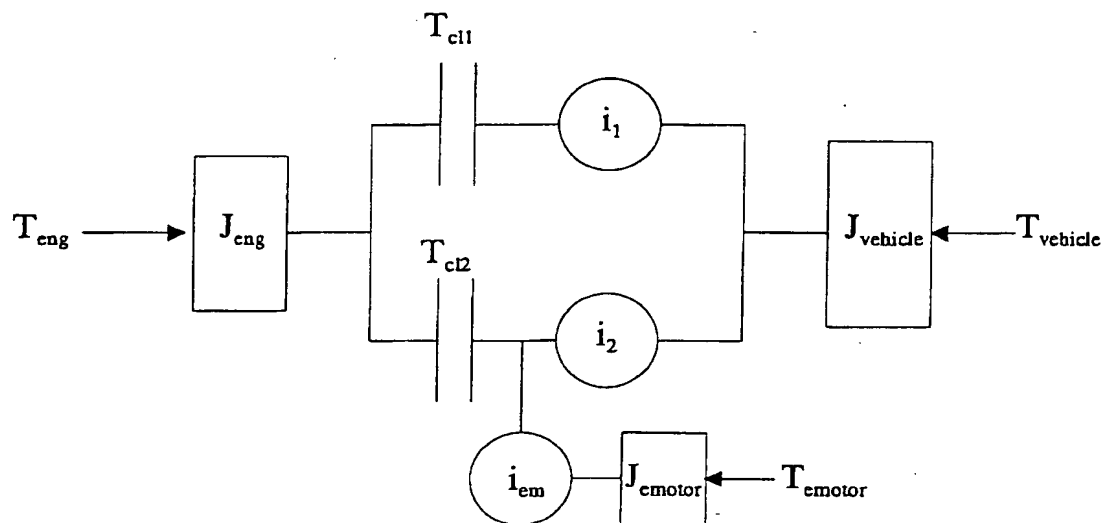 T_cl1
i_1
T_eng
J_eng
J_vehicle
T_vehicle
T_cl2
i_2
i_em
J_emotor
T_emotor